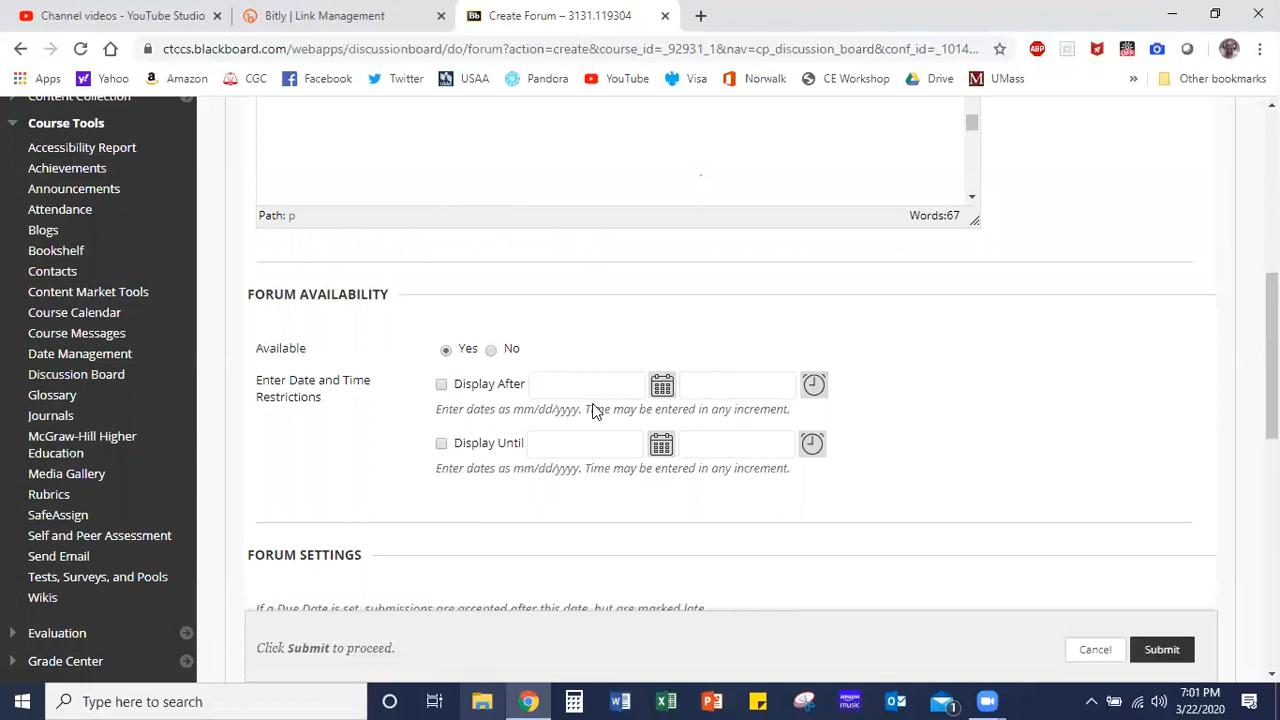 Channel videos - YouTube Studio
Bitly | Link Management
Create Forum – 3131.119304
ctccs.blackboard.com/webapps/discussionboard/do/forum?action=create&course_id=_92931_1&nav=cp_discussion_board&conf_id=_1014...
Apps
Yahoo
Amazon
CGC
Facebook
Twitter
USAA
Pandora
YouTube
Visa
Norwa...
CE Workshop
Drive
UMass
Other bookmarks
Content Collection
Course Tools
Accessibility Report
Achievements
Announcements
Attendance
Blogs
Bookshelf
Contacts
Content Market Tools
Course Calendar
Course Messages
Date Management
Discussion Board
Glossary
Journals
McGraw-Hill Higher
Education
Media Gallery
Rubrics
SafeAssign
Self and Peer Assessment
Send Email
Tests, Surveys, and Pools
Wikis
Evaluation
Grade Center
Path: p
Words:67
FORUM AVAILABILITY
Available
Yes
No
Enter Date and Time
Restrictions
Display After
Enter dates as mm/dd/yyyy. Time may be entered in any increment.
Display Until
Enter dates as mm/dd/yyyy. Time may be entered in any increment.
FORUM SETTINGS
If a Due Date is set, submissions are accepted after this date, but are marked late.
Click Submit to proceed.
Cancel
Submit
Type here to search
7:01 PM
3/22/2020